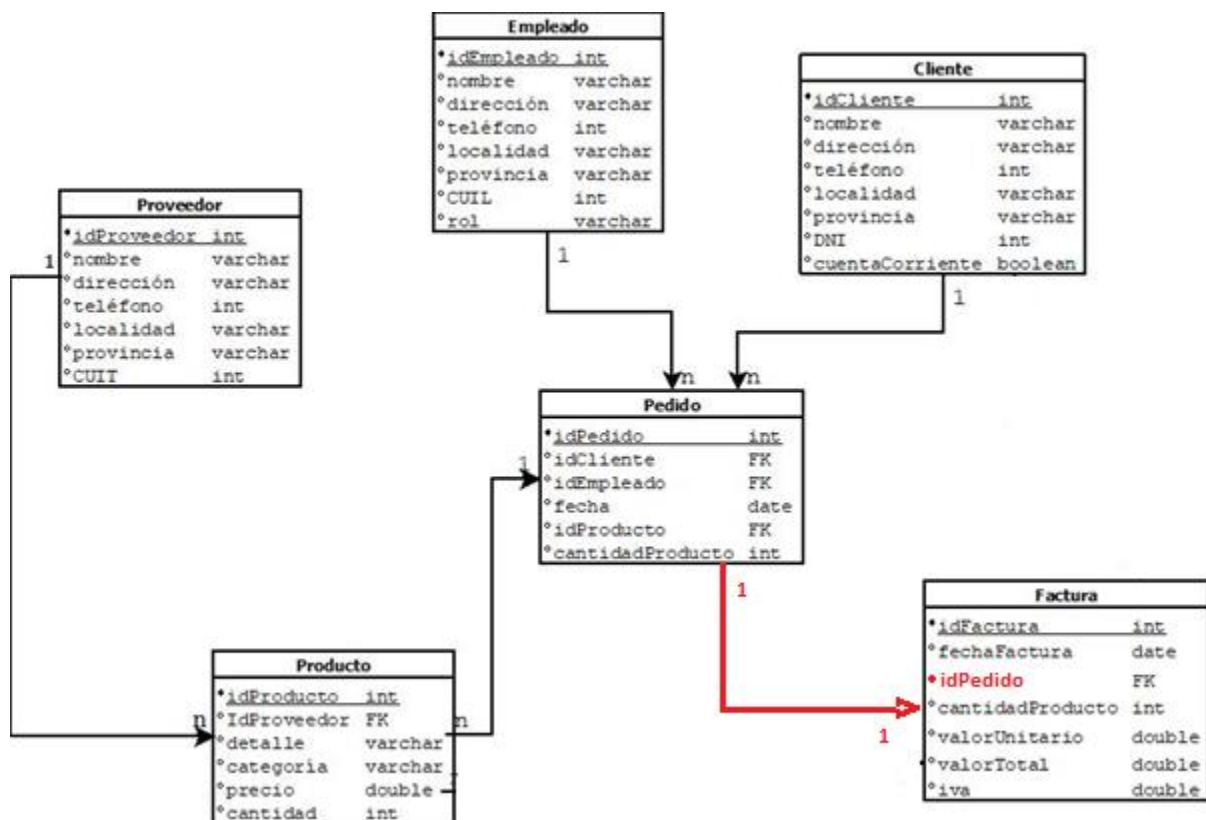 Empleado
idEmpleado int
nombre varchar
dirección varchar
teléfono int
localidad varchar
provincia varchar
CUIL int
rol varchar
1
Cliente
idCliente int
nombre varchar
dirección varchar
teléfono int
localidad varchar
provincia varchar
DNI int
cuentaCorriente boolean
1
Proveedor
idProveedor int
nombre varchar
dirección varchar
teléfono int
localidad varchar
provincia varchar
CUIT int
1
n
n
Pedido
idPedido int
idCliente FK
idEmpleado FK
fecha date
idProducto FK
cantidadProducto int
1
1
Factura
idFactura int
fechaFactura date
idPedido FK
cantidadProducto int
valorUnitario double
valorTotal double
iva double
1
Producto
idProducto int
IdProveedor FK
detalle varchar
categoría varchar
precio double
cantidad int
n
n